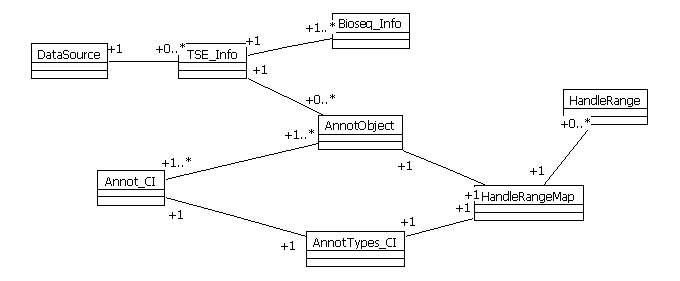 Bioseq_Info
+1..*
DataSource
+1
+0..*
TSE_Info
+1
+1
+0..*
HandleRange
+0..*
AnnotObject
+1..*
+1
+1..*
Annot_CI
+1
+1
HandleRangeMap
+1
+1
+1
+1
+1
AnnotTypes_CI